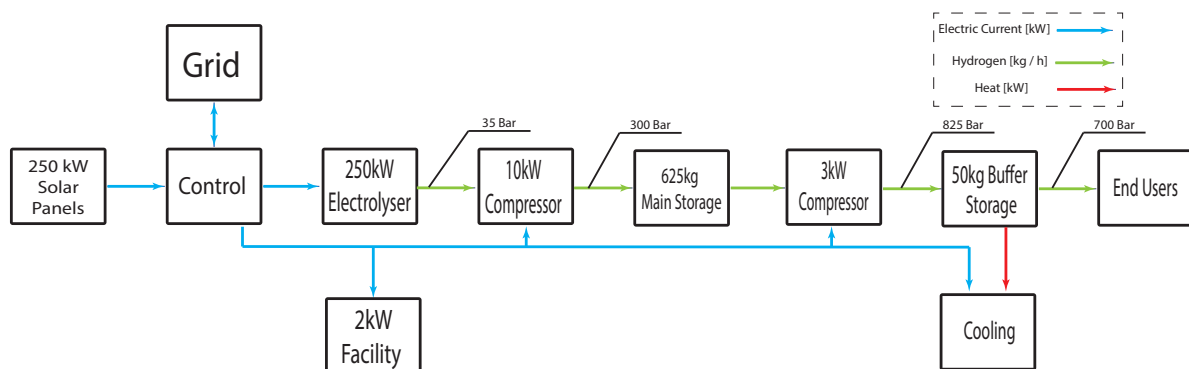 Electric Current [kW]
Hydrogen [kg / h]
Heat [kW]
Grid
35 Bar
300 Bar
825 Bar
700 Bar
250 kW
Solar
Panels
Control
250kW
Electrolyser
10kW
Compressor
625kg
Main Storage
3kW
Compressor
50kg Buffer
Storage
End Users
2kW
Facility
Cooling